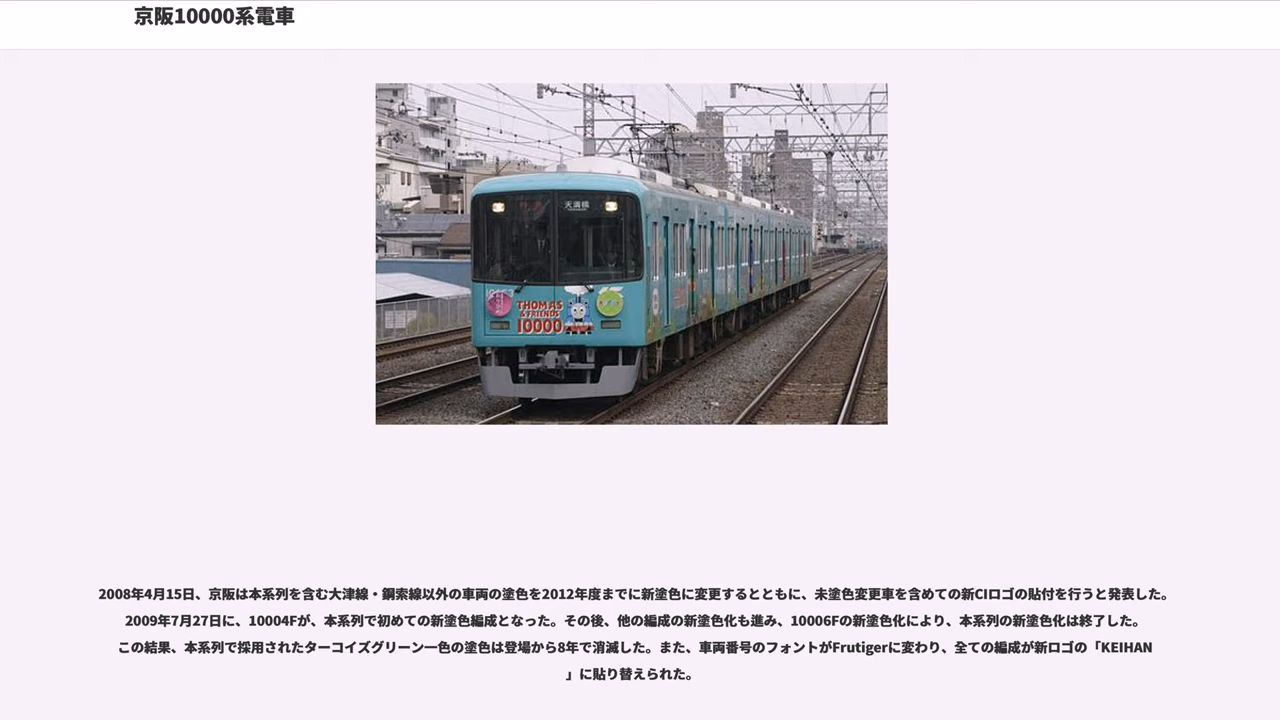 京阪10000系電車
天満橋
THOMAS
& FRIENDS
10000
2008年4月15日、京阪は本系列を含む大津線・鋼索線以外の車両の塗色を2012年度までに新塗色に変更するとともに、未塗色変更車を含めての新CIロゴの貼付を行うと発表した。
2009年7月27日に、10004Fが、本系列で初めての新塗色編成となった。その後、他の編成の新塗色化も進み、10006Fの新塗色化により、本系列の新塗色化は終了した。
この結果、本系列で採用されたターコイズグリーン一色の塗色は登場から8年で消滅した。また、車両番号のフォントがFrutigerに変わり、全ての編成が新ロゴの「KEIHAN
」に貼り替えられた。